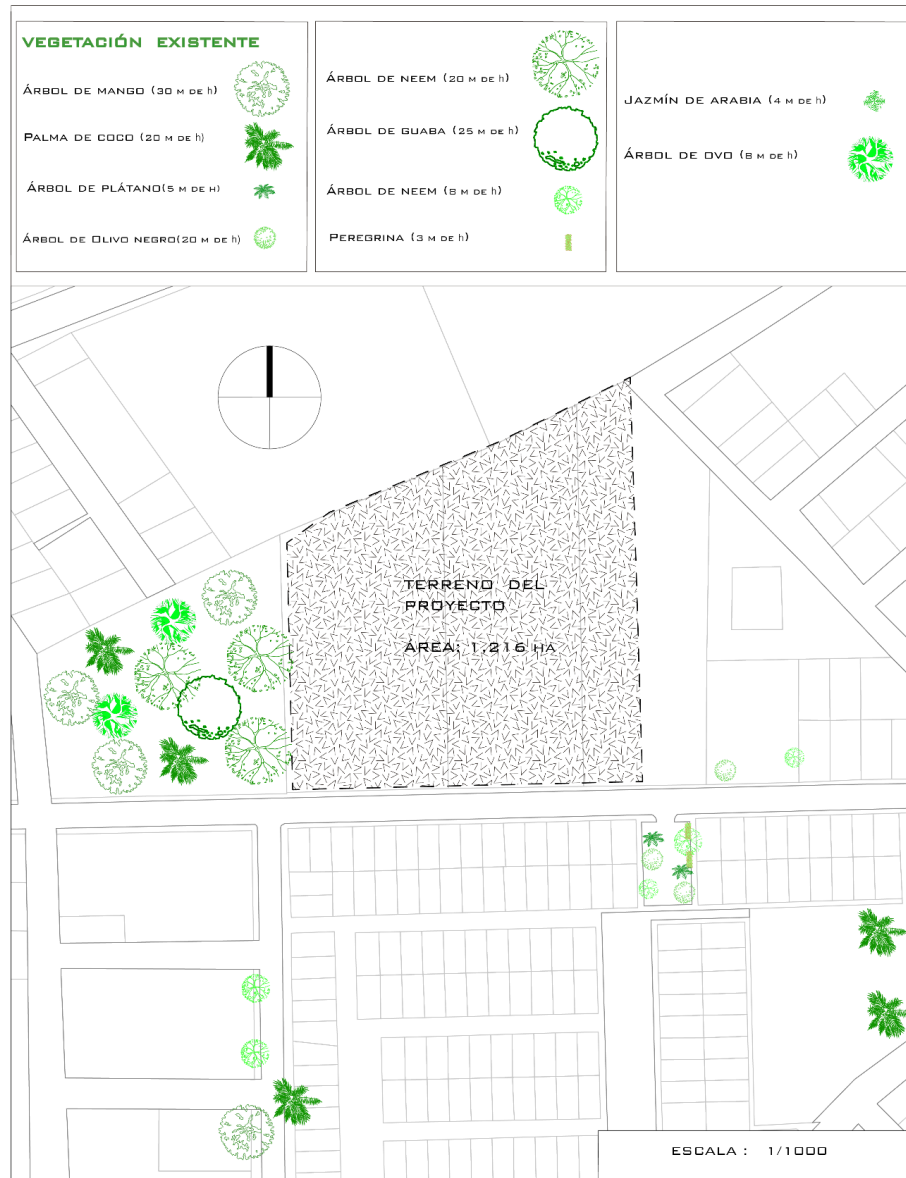 VEGETACIÓN EXISTENTE
ÁRBOL DE MANGO (30 M DE h)
PALMA DE COCO (20 M DE h)
ÁRBOL DE PLÁTANO(5 M DE H)
ÁRBOL DE OLIVO NEGRO(20 M DE h)
ÁRBOL DE NEEM (20 M DE h)
ÁRBOL DE GUABA (25 M DE h)
ÁRBOL DE NEEM (8 M DE h)
PEREGRINA (3 M DE h)
JAZMÍN DE ARABIA (4 M DE h)
ÁRBOL DE OVO (8 M DE h)
TERRENO DEL
PROYECTO
ÁREA: 1,216 HA
ESCALA : 1/1000